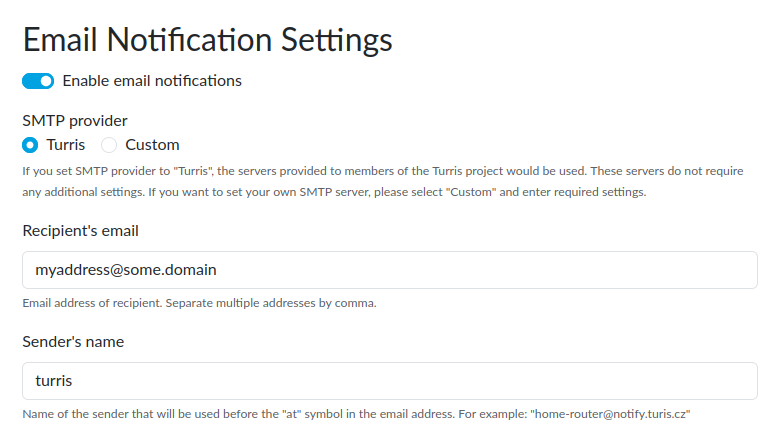 Email Notification Settings
Enable email notifications
SMTP provider
Turris Custom
If you set SMTP provider to "Turris", the servers provided to members of the Turris project would be used. These servers do not require
any additional settings. If you want to set your own SMTP server, please select "Custom" and enter required settings.
Recipient's email
myaddress@some.domain
Email address of recipient. Separate multiple addresses by comma.
Sender's name
turris
Name of the sender that will be used before the "at" symbol in the email address. For example: "home-router@notify.turis.cz"